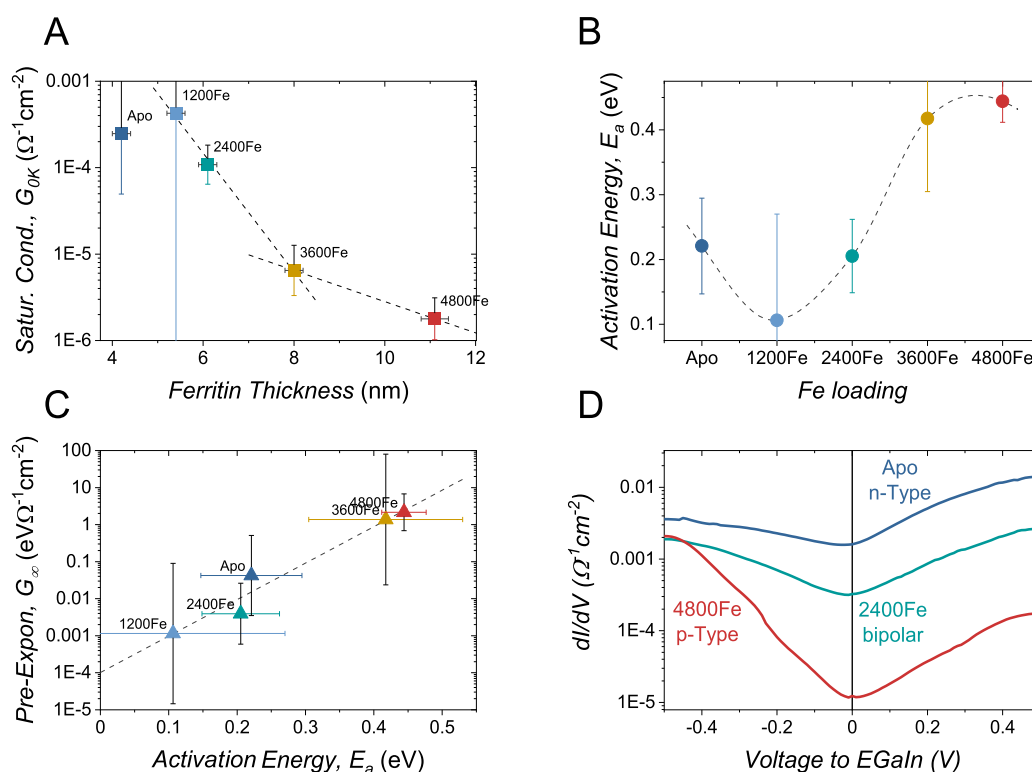 A
Satur. Cond., G0K (Ω-1cm-2)
0.001
1E-4
1E-5
1E-6
Apo
1200Fe
2400Fe
3600Fe
4800Fe
4 6 8 10 12
Ferritin Thickness (nm)
B
Activation Energy, Ea (eV)
0.4
0.3
0.2
0.1
Apo 1200Fe 2400Fe 3600Fe 4800Fe
Fe loading
C
Pre-Expon, G∞ (eVΩ-1cm-2)
100
10
1
0.1
0.01
0.001
1E-4
1E-5
4800Fe
3600Fe
Apo
2400Fe
1200Fe
0.0 0.1 0.2 0.3 0.4 0.5
Activation Energy, Ea (eV)
D
dI/dV (Ω-1cm-2)
0.01
0.001
1E-4
1E-5
Apo
n-Type
4800Fe
p-Type
2400Fe
bipolar
-0.4 -0.2 0 0.2 0.4
Voltage to EGaIn (V)